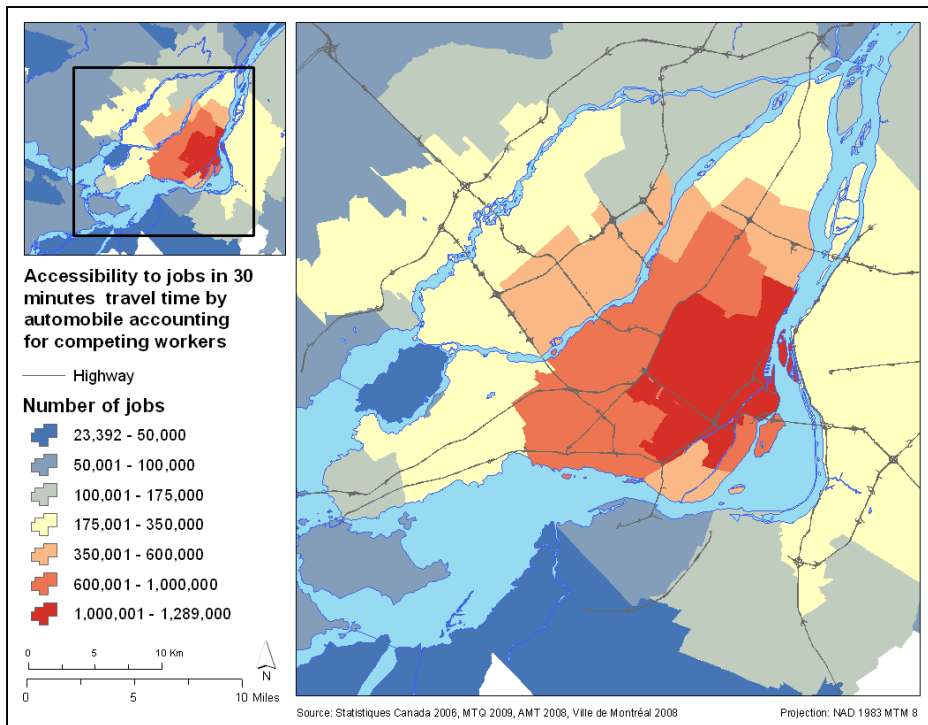 Accessibility to jobs in 30
minutes travel time by
automobile accounting
for competing workers
Highway
Number of jobs
23,392 - 50,000
50,001 - 100,000
100,001 - 175,000
175,001 - 350,000
350,001 - 600,000
600,001 - 1,000,000
1,000,001 - 1,289,000
0 5 10 Km
N
0 5 10 Miles
Source: Statistiques Canada 2006, MTQ 2009, AMT 2008, Ville de Montréal 2008
Projection: NAD 1983 MTM 8